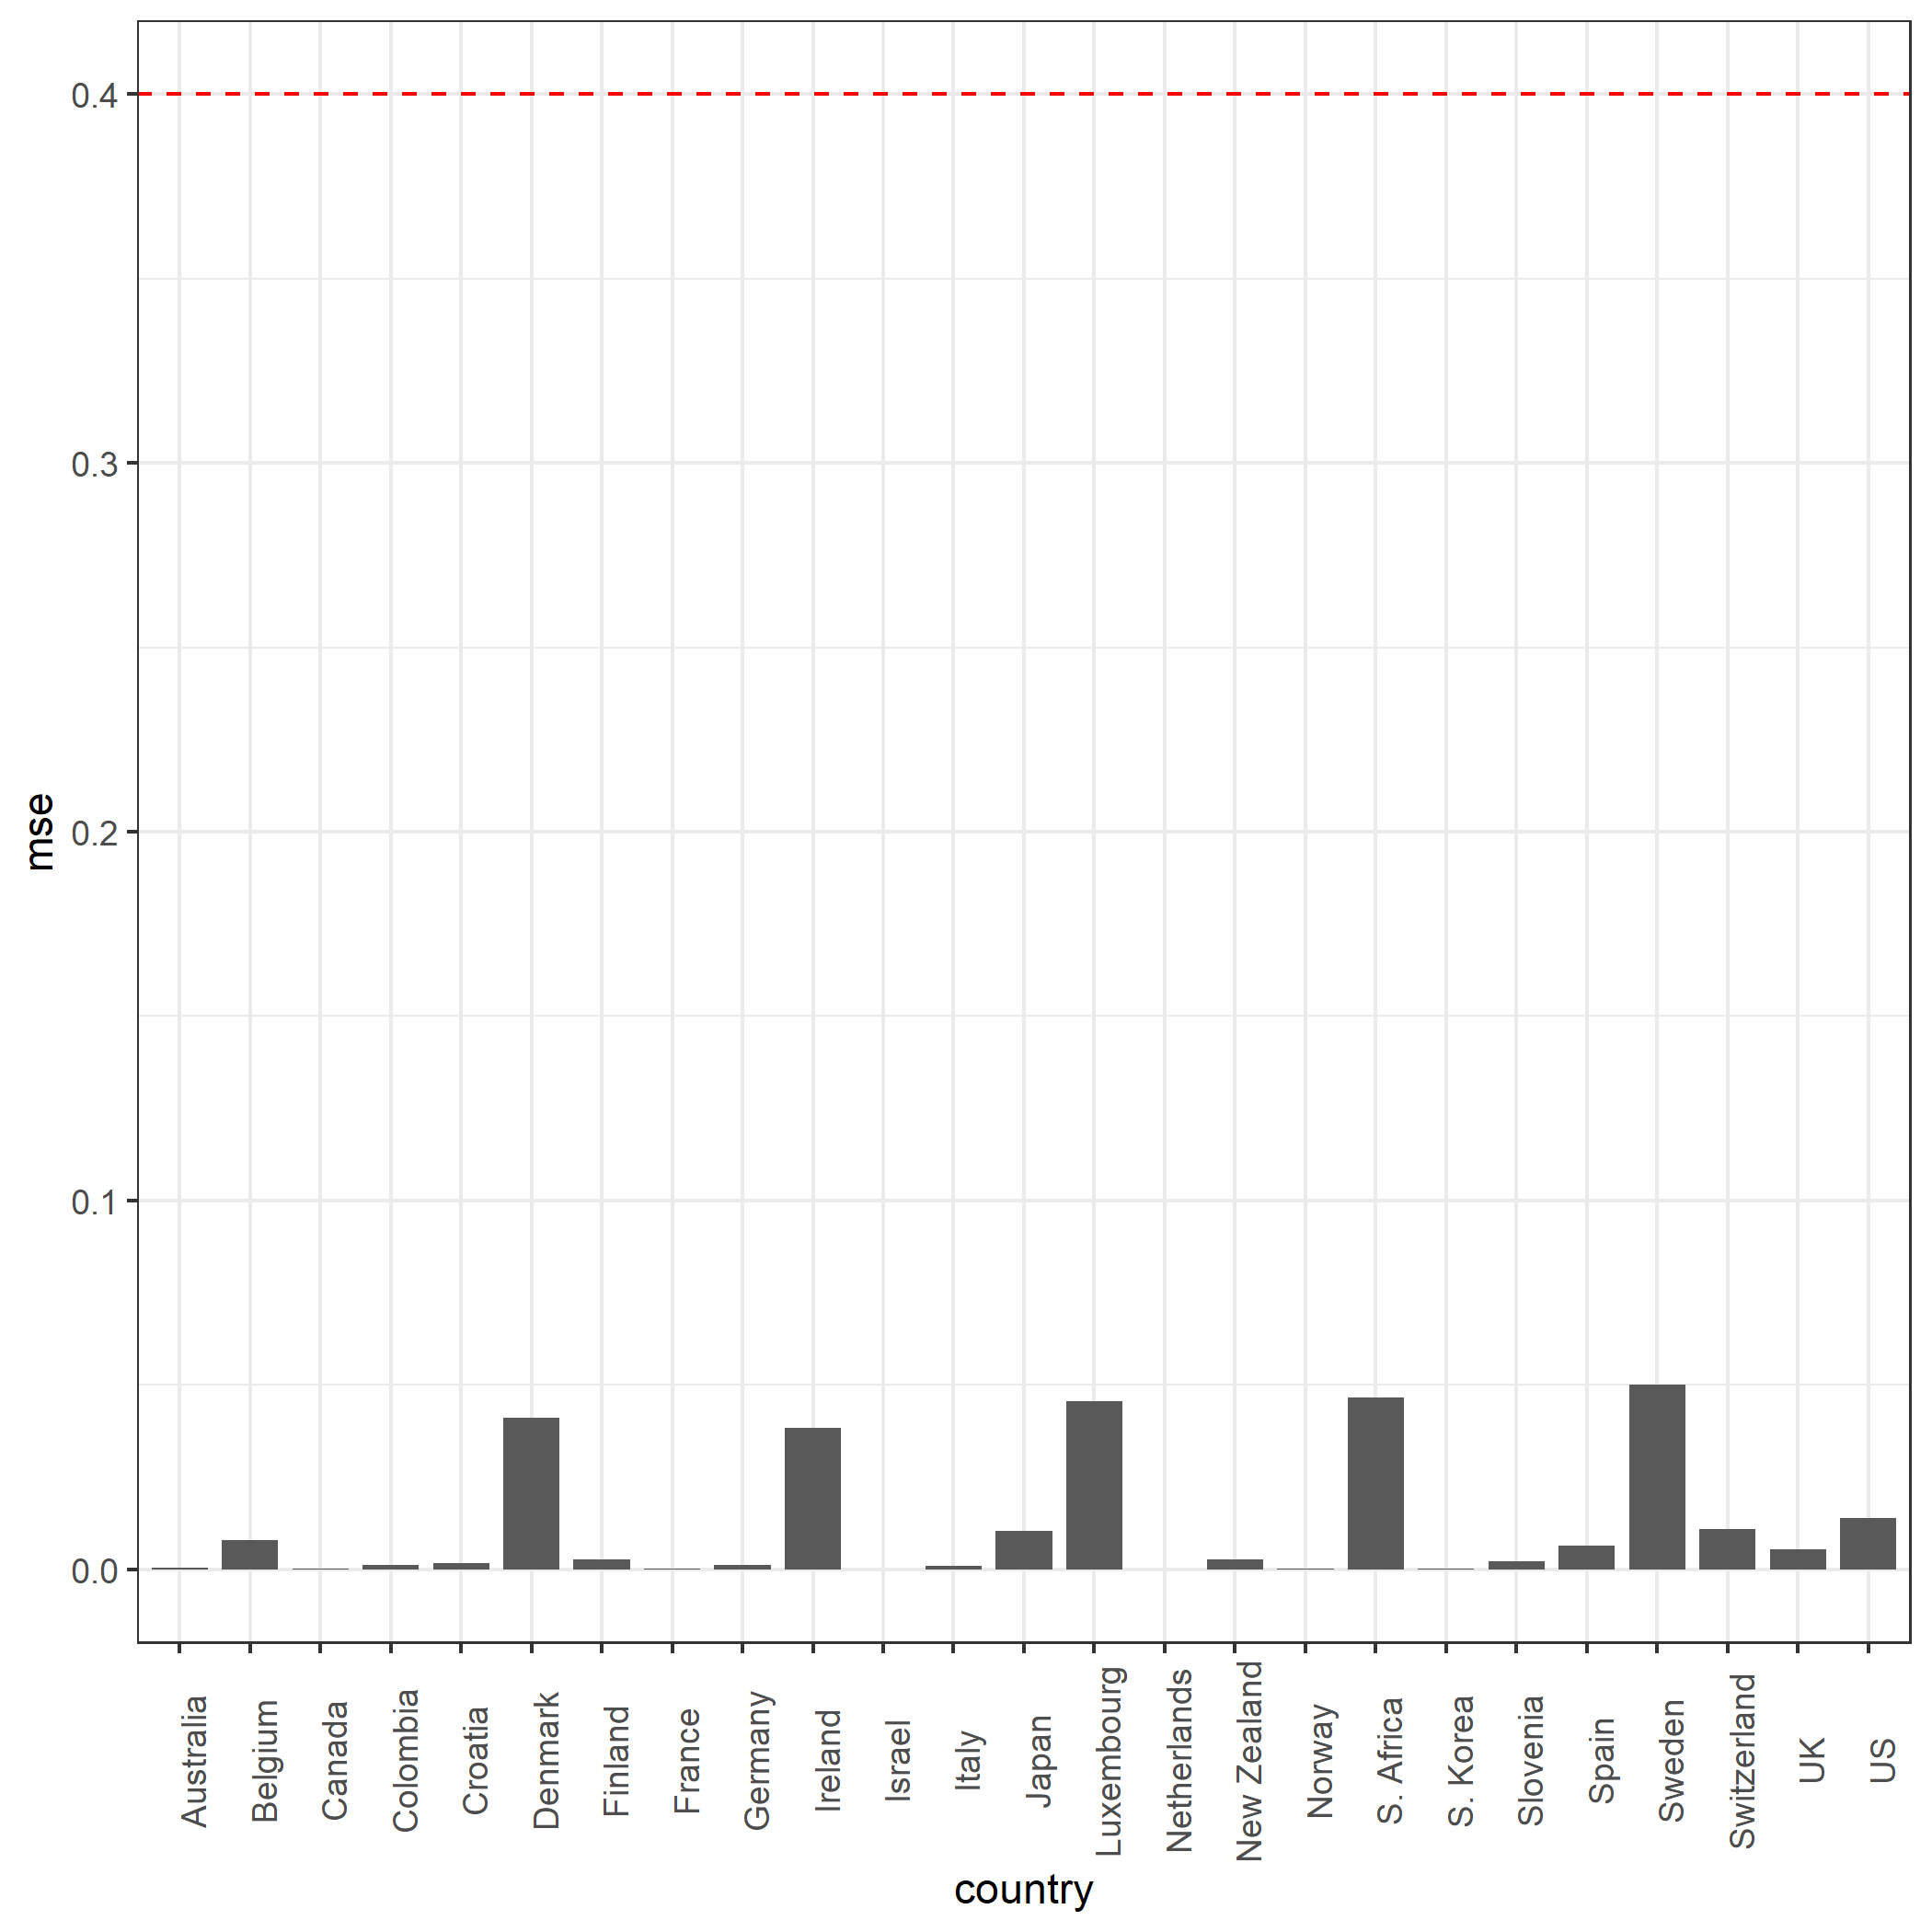 0.4
0.3
0.2
0.1
0.0
mse
Australia
Belgium
Canada
Colombia
Croatia
Denmark
Finland
France
Germany
Ireland
Israel
Italy
Japan
Luxembourg
Netherlands
New Zealand
Norway
S. Africa
S. Korea
Slovenia
Spain
Sweden
Switzerland
UK
US
country